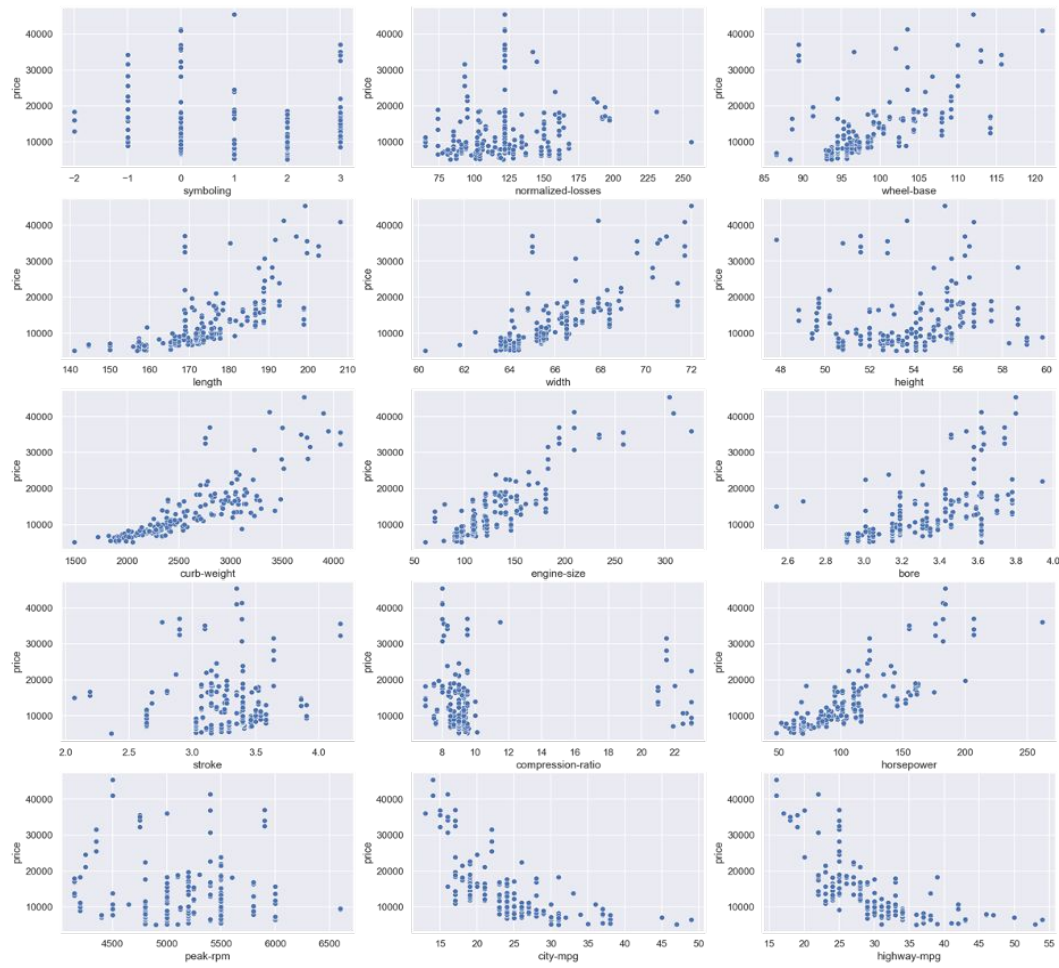 price
40000
30000
20000
10000
−2 −1 0 1 2 3
symboling
price
40000
30000
20000
10000
75 100 125 150 175 200 225 250
normalized-losses
price
40000
30000
20000
10000
85 90 95 100 105 110 115 120
wheel-base
price
40000
30000
20000
10000
140 150 160 170 180 190 200 210
length
price
40000
30000
20000
10000
60 62 64 66 68 70 72
width
price
40000
30000
20000
10000
48 50 52 54 56 58 60
height
price
40000
30000
20000
10000
1500 2000 2500 3000 3500 4000
curb-weight
price
40000
30000
20000
10000
50 100 150 200 250 300
engine-size
price
40000
30000
20000
10000
2.6 2.8 3.0 3.2 3.4 3.6 3.8 4.0
bore
price
40000
30000
20000
10000
2.0 2.5 3.0 3.5 4.0
stroke
price
40000
30000
20000
10000
8 10 12 14 16 18 20 22
compression-ratio
price
40000
30000
20000
10000
50 100 150 200 250
horsepower
price
40000
30000
20000
10000
4500 5000 5500 6000 6500
peak-rpm
price
40000
30000
20000
10000
15 20 25 30 35 40 45 50
city-mpg
price
40000
30000
20000
10000
15 20 25 30 35 40 45 50 55
highway-mpg